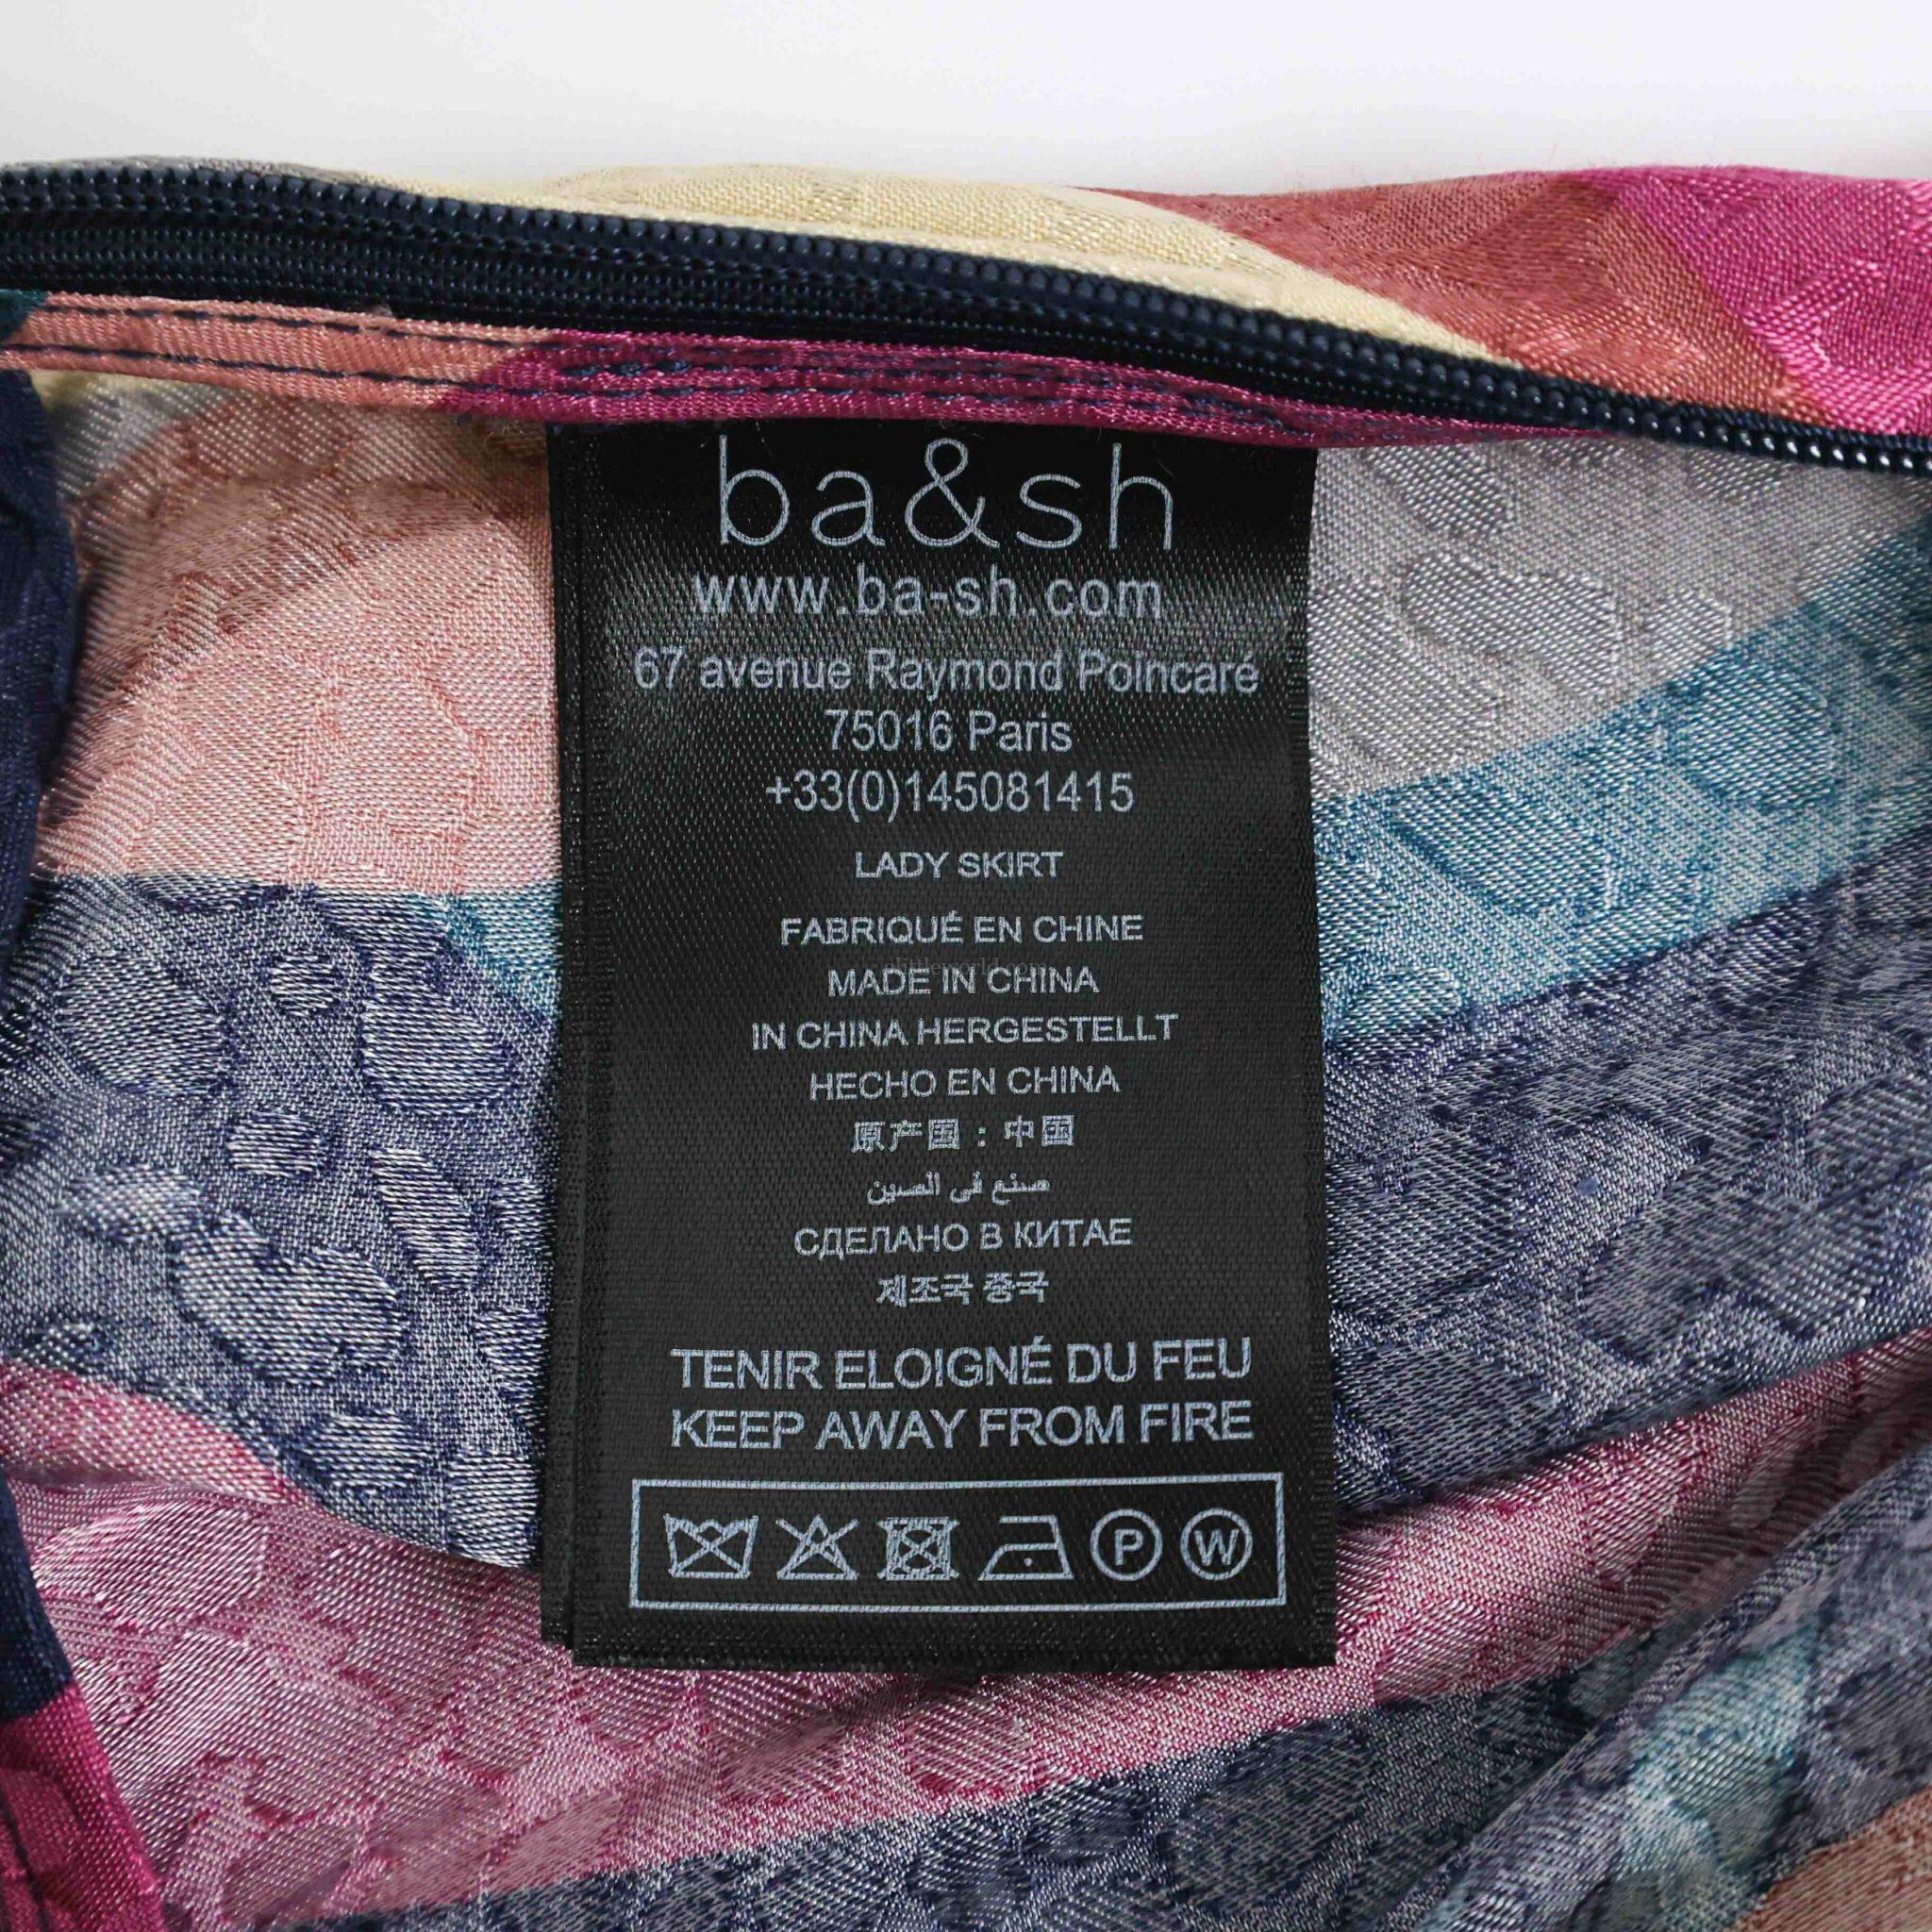 ba&sh
www.ba-sh.com
67 avenue Raymond Poïncaré
75016 Paris
+33(0)145081415
LADY SKIRT
FABRIQUÉ EN CHINE
MADE IN CHINA
IN CHINA HERGESTELLT
HECHO EN CHINA
原产国：中国
صنع في الصين
СДЕЛАНО В КИТАЕ
제조국 중국
TENIR ELOIGNÉ DU FEU
KEEP AWAY FROM FIRE
P W